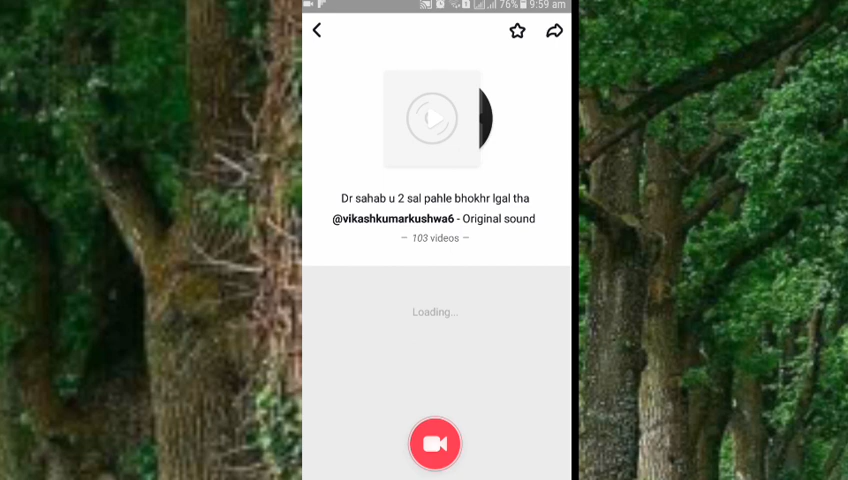 76% 9:59 am
Dr sahab u 2 sal pahle bhokhr lgal tha
@vikashkumarkushwa6 - Original sound
– 103 videos –
Loading...